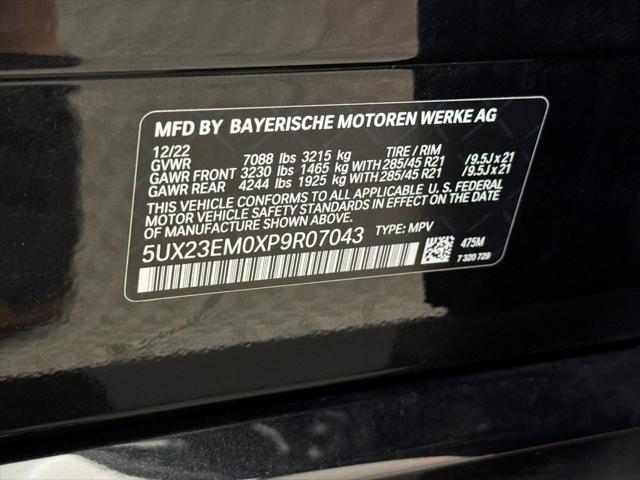 MFD BY BAYERISCHE MOTOREN WERKE AG
12/22
GVWR 7088 lbs 3215 kg TIRE / RIM
GAWR FRONT 3230 lbs 1465 kg WITH 285/45 R21 /9.5Jx21
GAWR REAR 4244 lbs 1925 kg WITH 285/45 R21 /9.5Jx21
THIS VEHICLE CONFORMS TO ALL APPLICABLE U.S. FEDERAL
MOTOR VEHICLE SAFETY STANDARDS IN EFFECT ON THE DATE
OF MANUFACTURE SHOWN ABOVE.
5UX23EM0XP9R07043 TYPE: MPV
475M
7 320 729